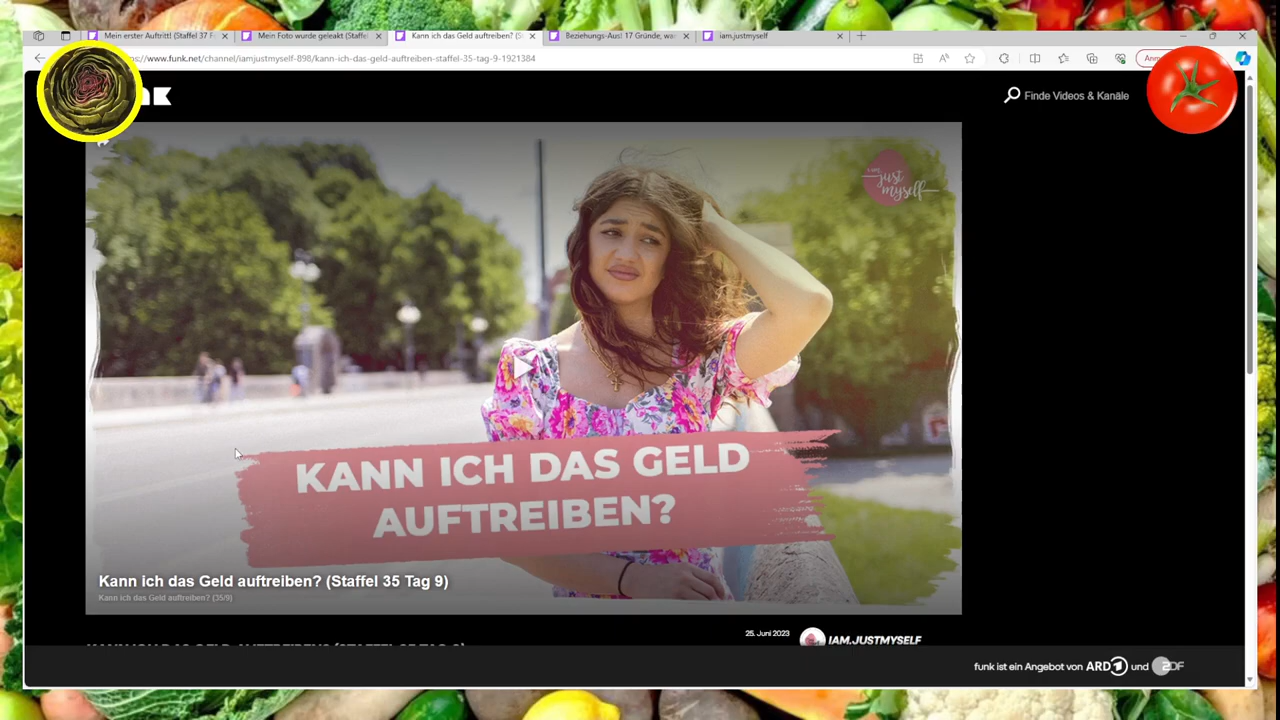 Mein erster Auftritt! (Staffel 37 F
Mein Foto wurde geleakt (Staffel
Kann ich das Geld auftreiben? (S
Beziehungs-Aus! 17 Gründe, wa
iam.justmyself
www.funk.net/channel/iamjustmyself-898/kann-ich-das-geld-auftreiben-staffel-35-tag-9-1921384
Finde Videos & Kanäle
just
myself
KANN ICH DAS GELD
AUFTREIBEN?
Kann ich das Geld auftreiben? (Staffel 35 Tag 9)
Kann ich das Geld auftreiben? (35/9)
25. Juni 2023
IAM.JUSTMYSELF
funk ist ein Angebot von ARD und ZDF